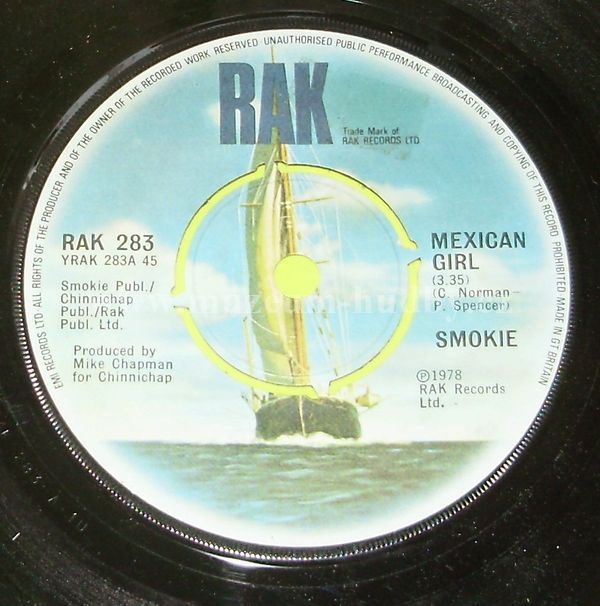 EMI RECORDS LTD ALL RIGHTS OF THE PRODUCER AND OF THE OWNER OF THE RECORDED WORK RESERVED UNAUTHORISED PUBLIC PERFORMANCE BROADCASTING AND COPYING OF THIS RECORD PROHIBITED MADE IN GT BRITAIN
RAK
Trade Mark of
RAK RECORDS LTD
RAK 283
YRAK 283A 45
Smokie Publ./
Chinnichap
Publ./Rak
Publ. Ltd.
Produced by
Mike Chapman
for Chinnichap
MEXICAN
GIRL
(3.35)
(C. Norman-
P. Spencer)
SMOKIE
℗1978
RAK Records
Ltd.